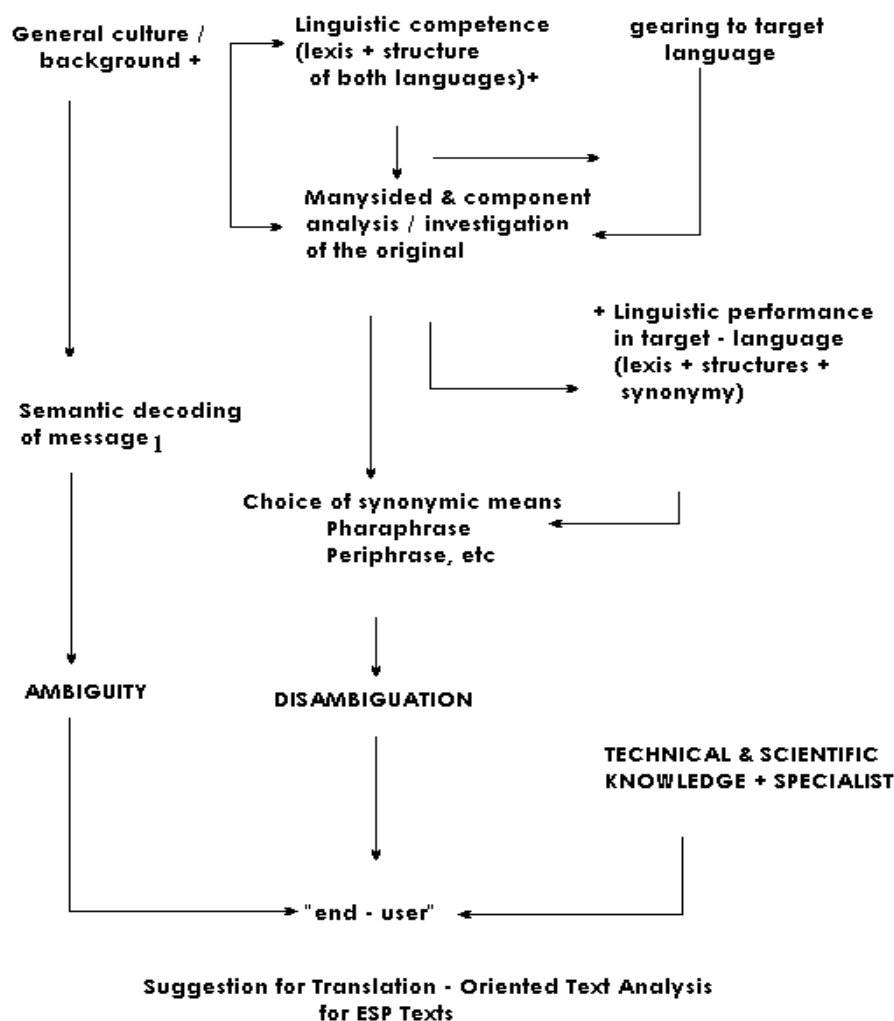 General culture /
background +
Linguistic competence
(lexis + structure
of both languages)+
gearing to target
language
Manysided & component
analysis / investigation
of the original
+ Linguistic performance
in target - language
(lexis + structures +
synonymy)
Semantic decoding
of message1
Choice of synonymic means
Pharaphrase
Periphrase, etc
AMBIGUITY
DISAMBIGUATION
TECHNICAL & SCIENTIFIC
KNOWLEDGE + SPECIALIST
"end - user"
Suggestion for Translation - Oriented Text Analysis
for ESP Texts